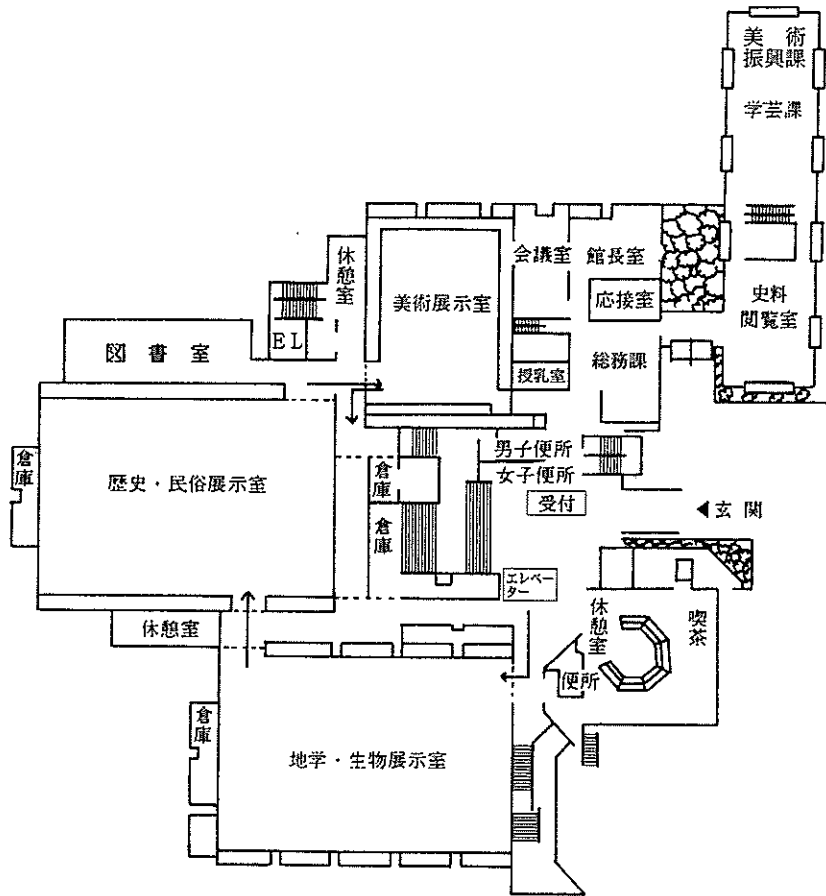 美術
振興課
学芸課
史料
閲覧室
会議室
館長室
応接室
休憩室
美術展示室
EL
図書室
授乳室
総務課
男子便所
女子便所
受付
玄関
倉庫
歴史・民俗展示室
倉庫
倉庫
エレベー
ター
休憩室
休憩室
喫茶
便所
倉庫
地学・生物展示室